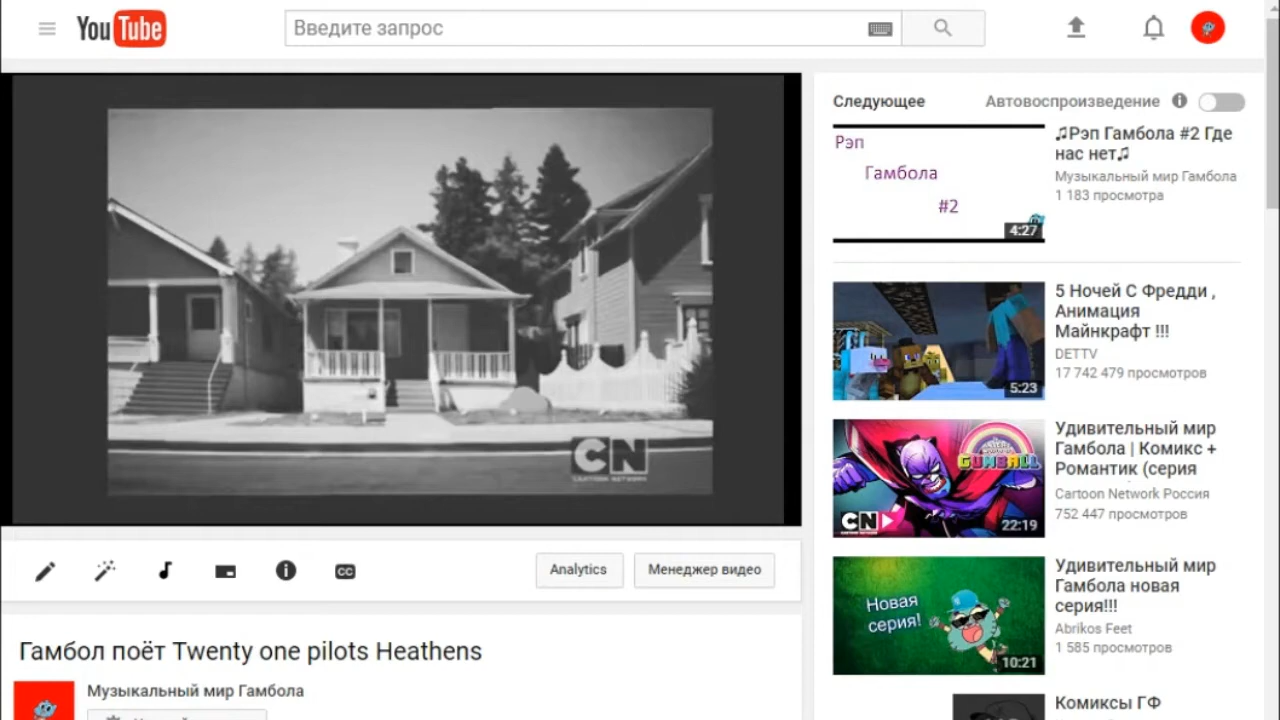 YouTube
Введите запрос
CN
CARTOON NETWORK
Analytics
Менеджер видео
Гамбол поёт Twenty one pilots Heathens
Музыкальный мир Гамбола
Следующее
Автовоспроизведение
Рэп
Гамбола
#2
4:27
♫Рэп Гамбола #2 Где
нас нет♫
Музыкальный мир Гамбола
1 183 просмотра
5:23
5 Ночей С Фредди ,
Анимация
Майнкрафт !!!
DETTV
17 742 479 просмотров
GUMBALL
CN
22:19
Удивительный мир
Гамбола | Комикс +
Романтик (серия
Cartoon Network Россия
752 447 просмотров
Новая
серия!
10:21
Удивительный мир
Гамбола новая
серия!!!
Abrikos Feet
1 585 просмотров
Комиксы ГФ